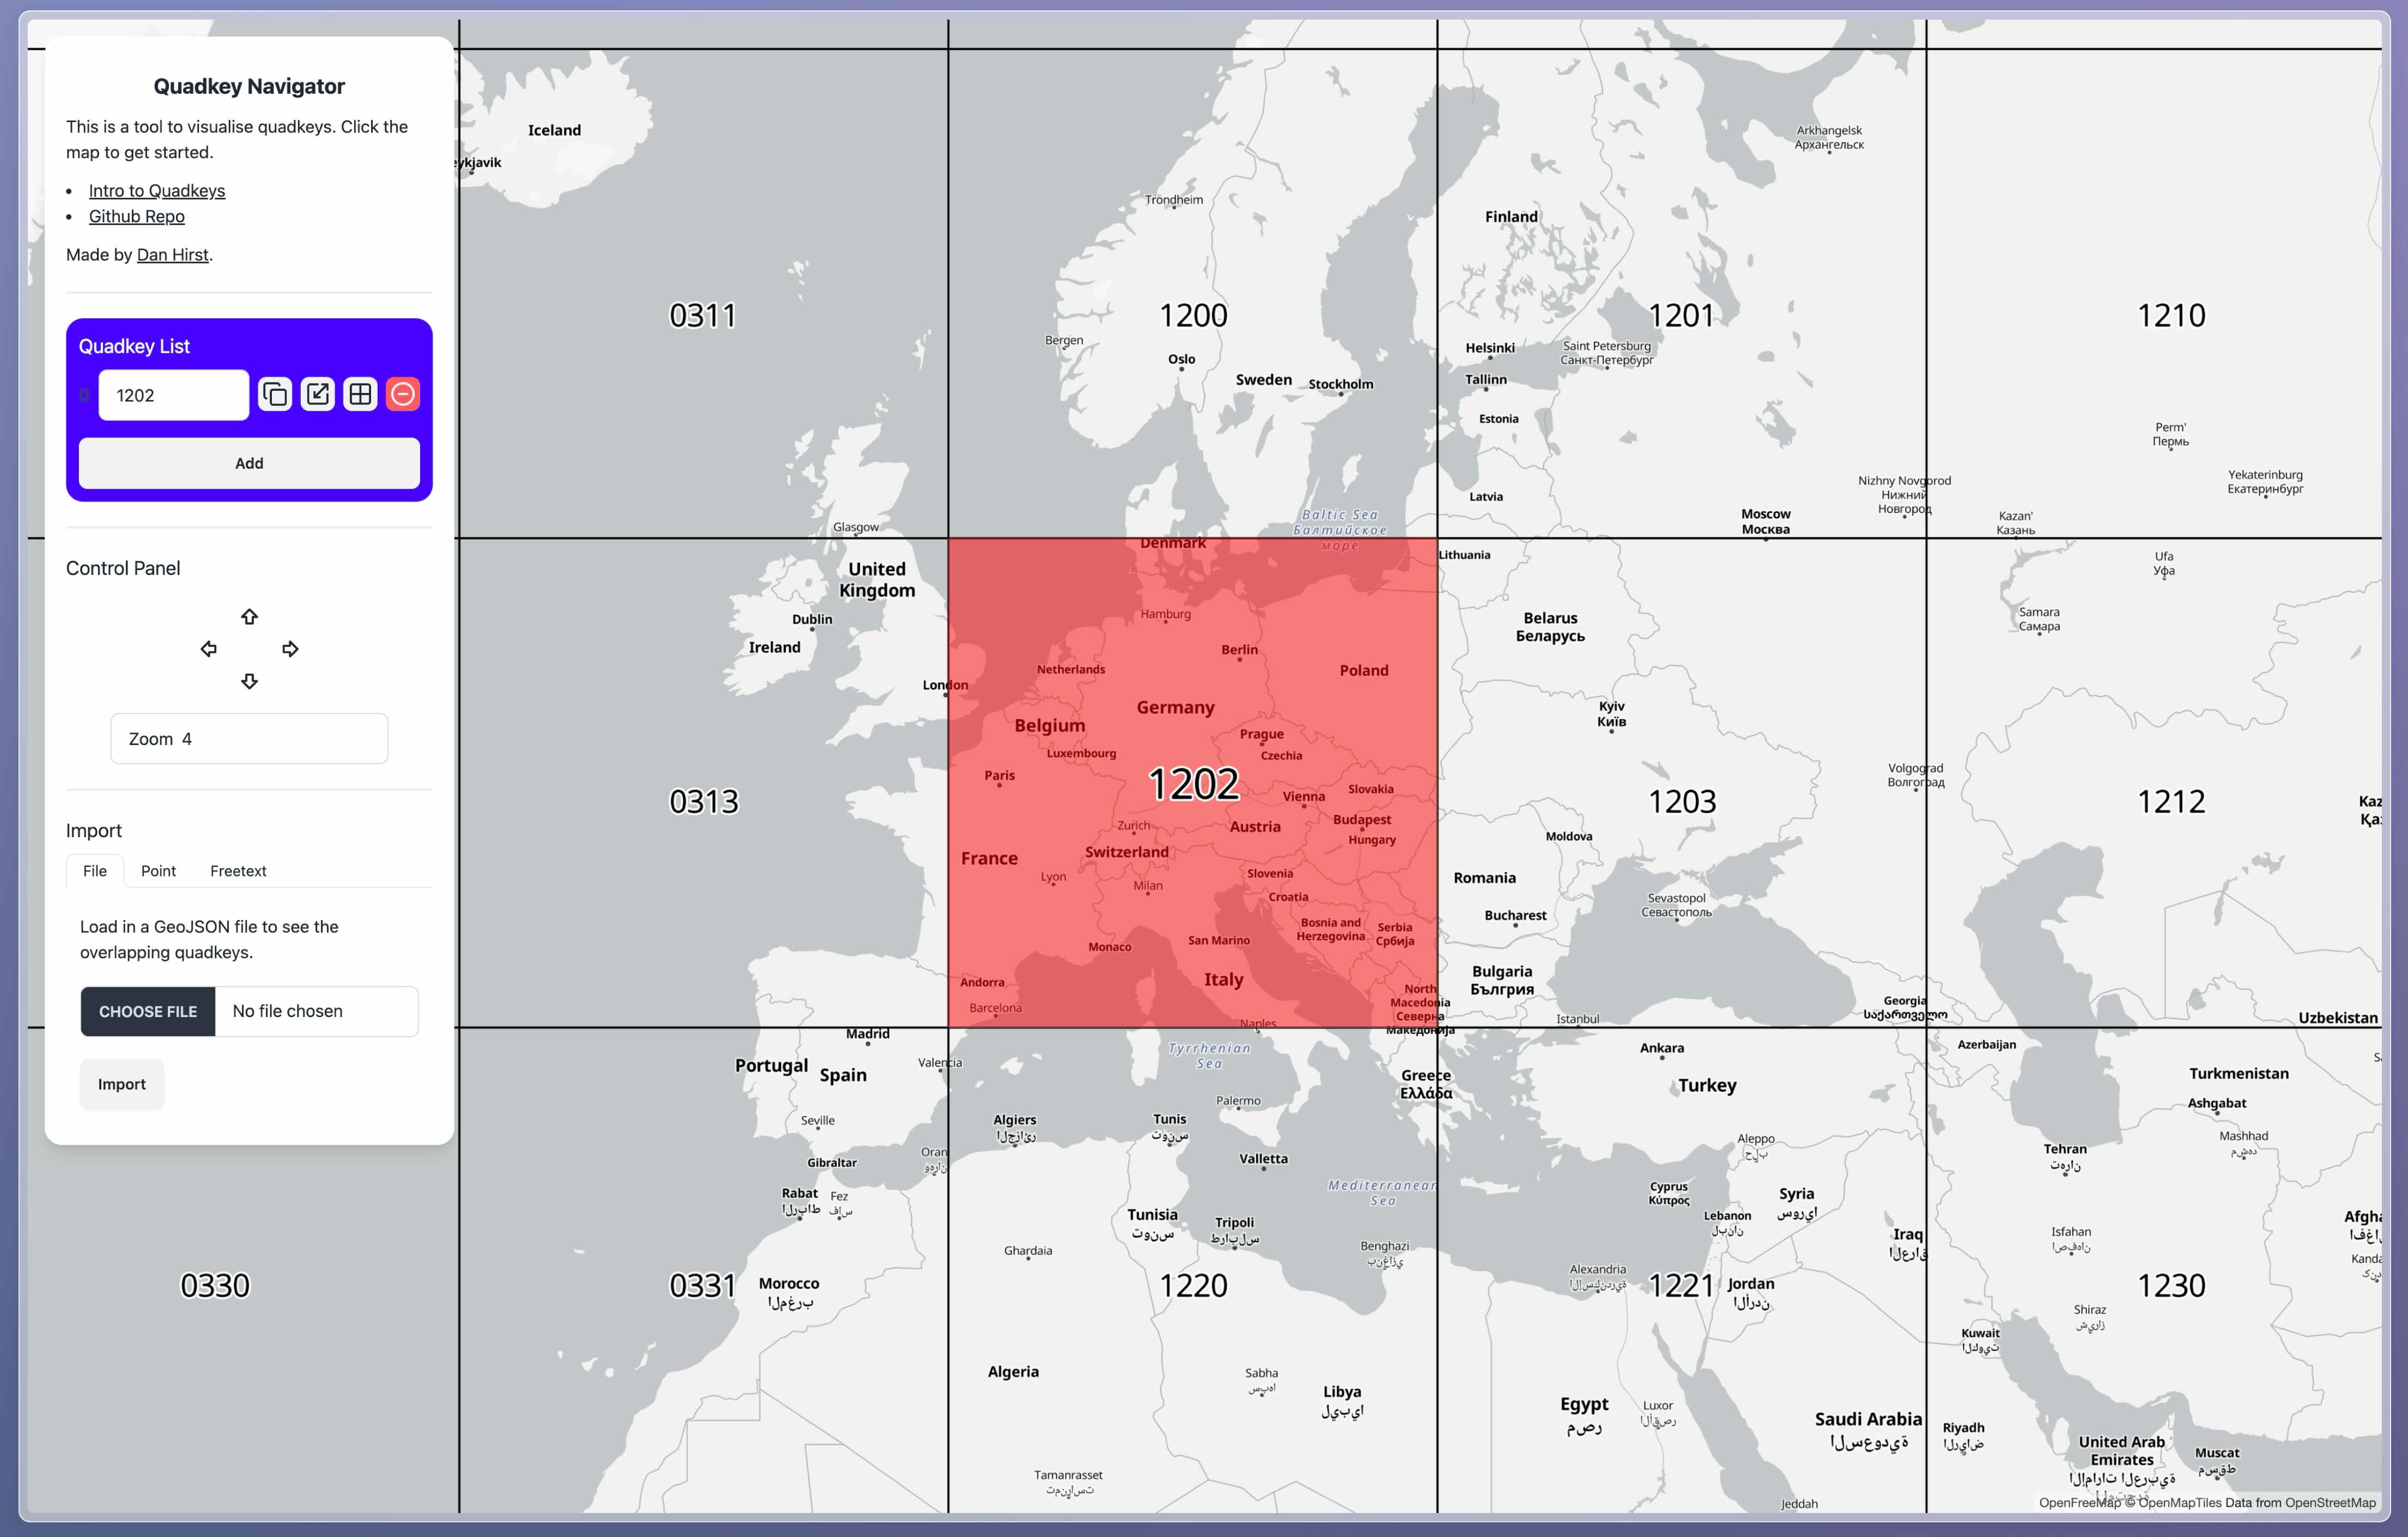 Quadkey Navigator
This is a tool to visualise quadkeys. Click the
map to get started.
Intro to Quadkeys
Github Repo
Made by Dan Hirst.
Quadkey List
0
1202
Add
Control Panel
Zoom 4
Import
File Point Freetext
Load in a GeoJSON file to see the
overlapping quadkeys.
CHOOSE FILE No file chosen
Import
Iceland
eykjavik
Trondheim
Finland
Arkhangelsk
Архангельск
0311
1200
1201
1210
Bergen
Oslo
Sweden
Stockholm
Helsinki
Saint Petersburg
Санкт-Петербург
Tallinn
Estonia
Latvia
Perm'
Пермь
Nizhny Novgorod
Нижний
Новгород
Yekaterinburg
Екатеринбург
Moscow
Москва
Kazan'
Казань
Glasgow
Baltic Sea
Балтийское
море
Denmark
Lithuania
Ufa
Уфа
United
Kingdom
Dublin
Ireland
London
Hamburg
Berlin
Netherlands
Poland
Belarus
Беларусь
Samara
Самара
Germany
Belgium
Kyiv
Київ
Prague
Czechia
Luxembourg
Paris
0313
1202
1203
1212
Slovakia
Vienna
Volgograd
Волгоград
Kaz
Қа
Zurich
Austria
Budapest
Hungary
Moldova
Switzerland
France
Lyon
Milan
Slovenia
Croatia
Romania
Bucharest
Sevastopol
Севастополь
Bosnia and
Herzegovina
Serbia
Србија
San Marino
Monaco
Italy
Andorra
Barcelona
Bulgaria
България
North
Macedonia
Северна
Македонија
Georgia
საქართველო
Naples
Istanbul
Uzbekistan
Madrid
Portugal
Spain
Valencia
Tyrrhenian
Sea
Ankara
Azerbaijan
Greece
Ελλάδα
Turkey
Turkmenistan
Ashgabat
Seville
Algiers
الجزائر
Tunis
تونس
Palermo
Aleppo
حلب
Tehran
تهران
Mashhad
مشهد
Gibraltar
Oran
وهران
Valletta
Rabat
الرباط
Fez
فاس
Mediterranean
Sea
Cyprus
Κύπρος
Syria
سوريا
Lebanon
لبنان
Tunisia
تونس
Tripoli
طرابلس
Iraq
العراق
Isfahan
اصفهان
Afgha
Ghardaia
Benghazi
بنغازي
Kanda
0330
0331
1220
1221
1230
Morocco
المغرب
Alexandria
الإسكندرية
Jordan
الأردن
Shiraz
شیراز
Kuwait
الكويت
Algeria
Sabha
سبها
Libya
ليبيا
Egypt
مصر
Luxor
الأقصر
Saudi Arabia
السعودية
Riyadh
الرياض
United Arab
Emirates
الإمارات العربية
المتحدة
Muscat
مسقط
Tamanrasset
تمنراست
Jeddah
OpenFreeMap © OpenMapTiles Data from OpenStreetMap